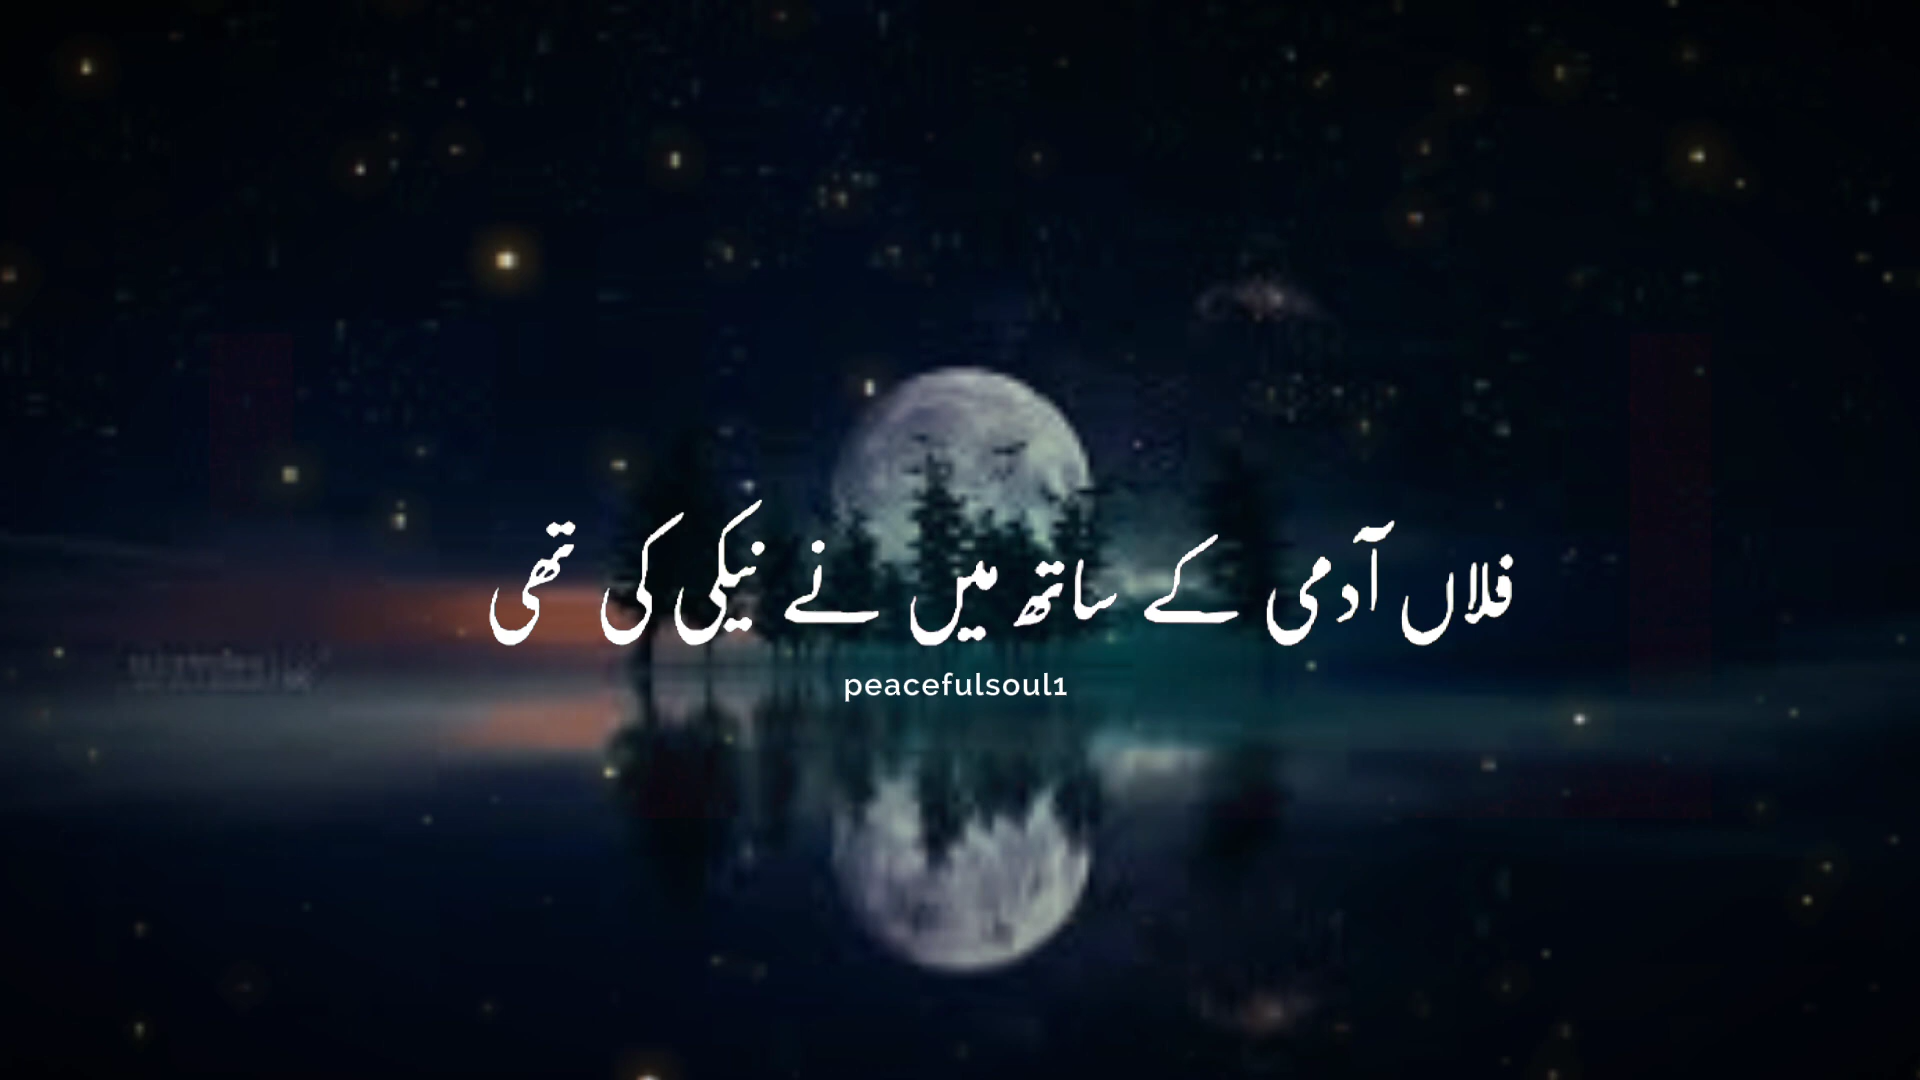 فلاں آدمی کے ساتھ میں نے نیکی کی تھی
peacefulsoul1